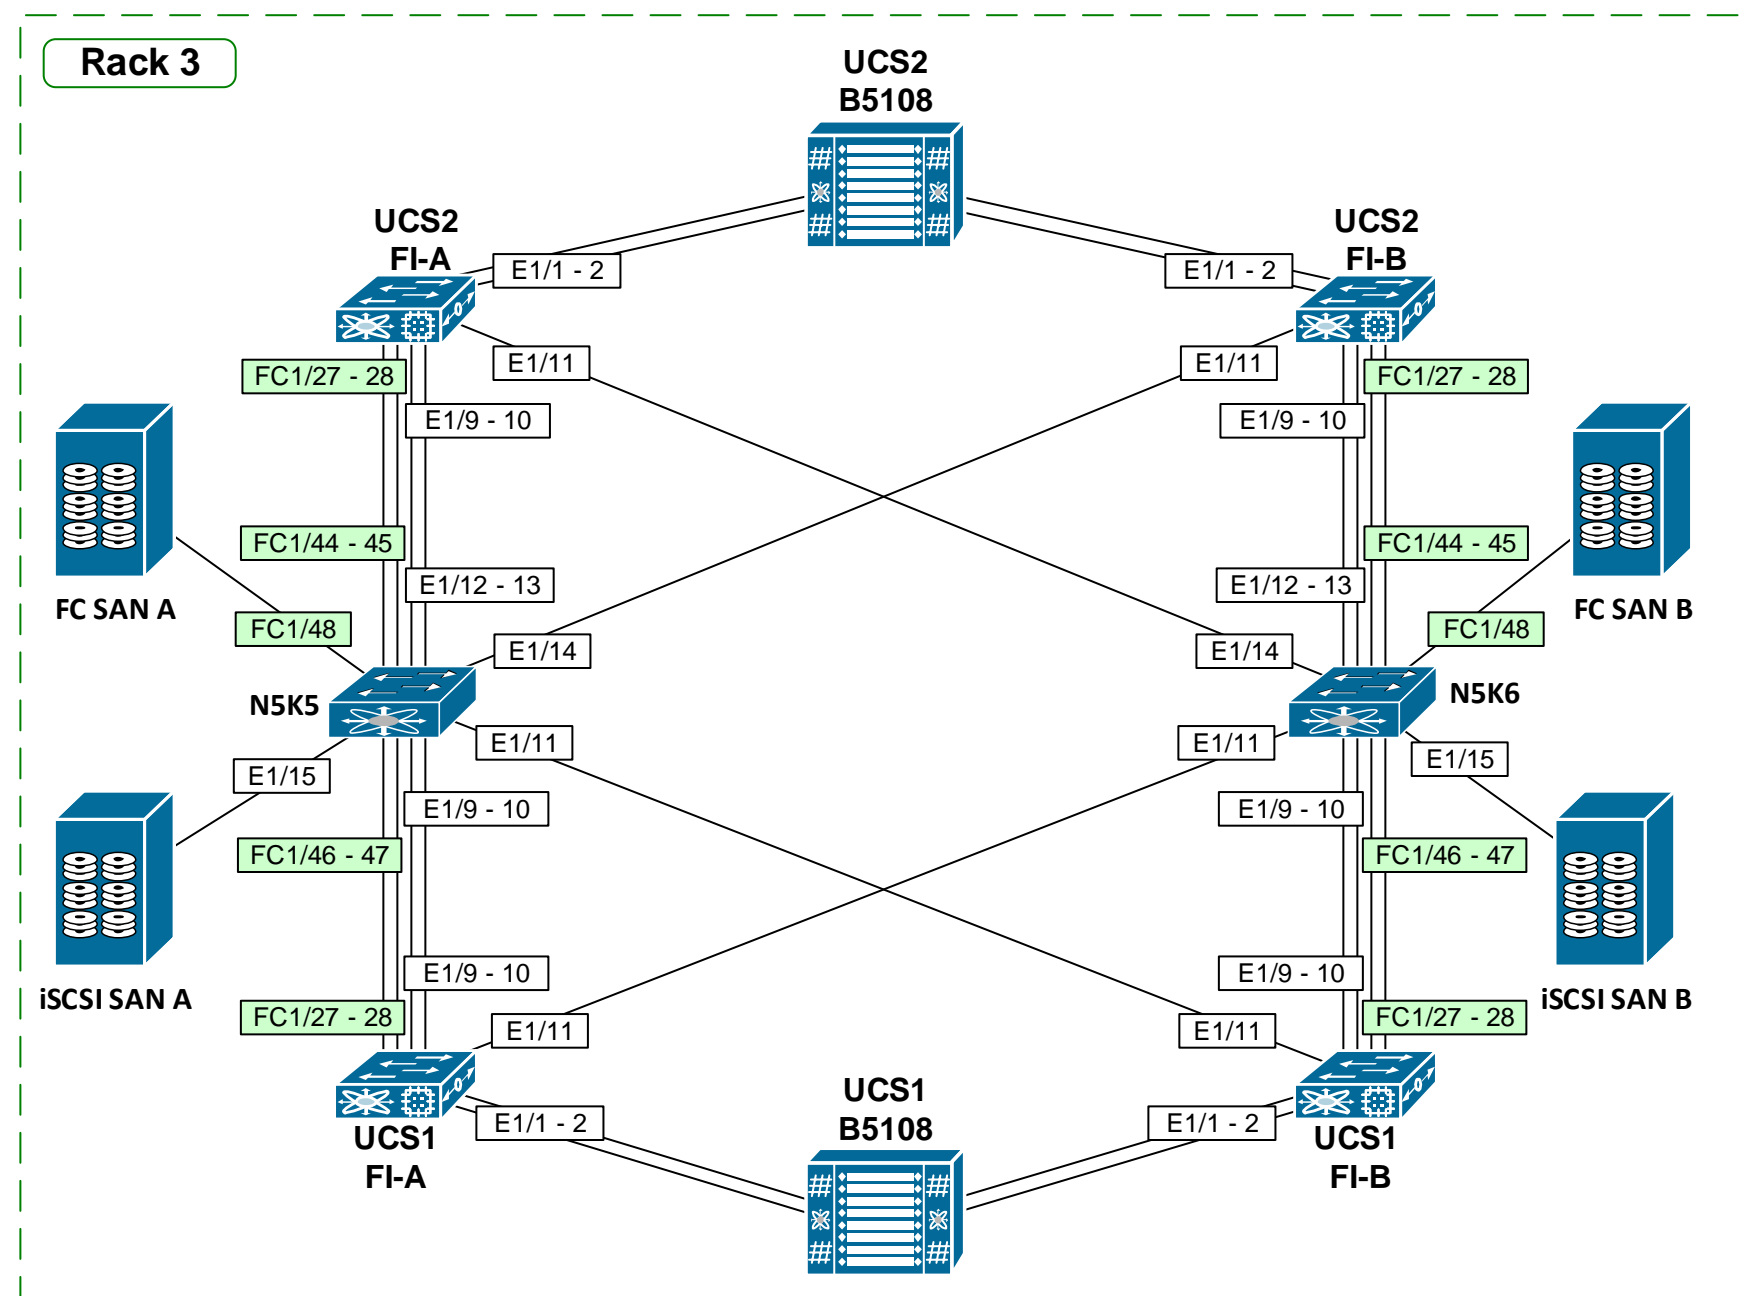 Rack 3
UCS2
B5108
UCS2
FI-A
UCS2
FI-B
E1/1 - 2
E1/1 - 2
E1/11
E1/11
FC1/27 - 28
FC1/27 - 28
E1/9 - 10
E1/9 - 10
FC1/44 - 45
FC1/44 - 45
E1/12 - 13
E1/12 - 13
FC SAN A
FC SAN B
FC1/48
FC1/48
E1/14
E1/14
N5K5
N5K6
E1/11
E1/11
E1/15
E1/15
E1/9 - 10
E1/9 - 10
FC1/46 - 47
FC1/46 - 47
E1/9 - 10
E1/9 - 10
iSCSI SAN A
iSCSI SAN B
FC1/27 - 28
FC1/27 - 28
E1/11
E1/11
UCS1
B5108
E1/1 - 2
E1/1 - 2
UCS1
FI-A
UCS1
FI-B